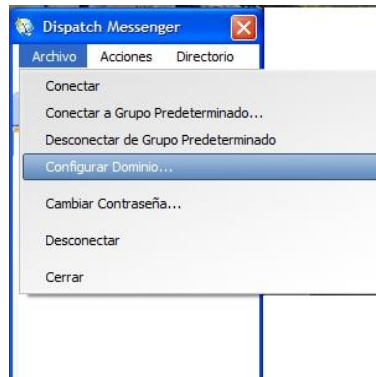 Dispatch Messenger
Archivo Acciones Directorio
Conectar
Conectar a Grupo Predeterminado...
Desconectar de Grupo Predeterminado
Configurar Dominio...
Cambiar Contraseña...
Desconectar
Cerrar